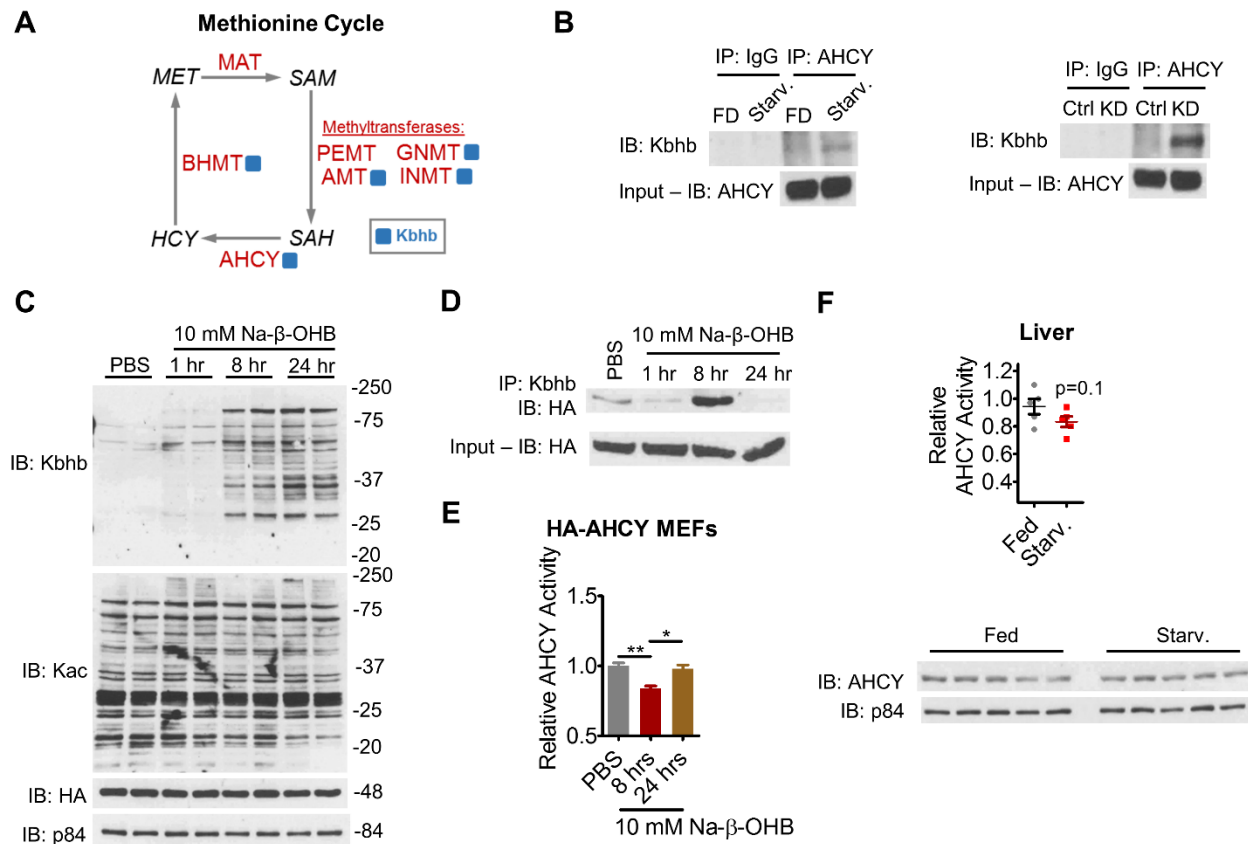 A
Methionine Cycle
MET
MAT
SAM
Methyltransferases:
PEMT GNMT
AMT INMT
BHMT
HCY
SAH
AHCY
Kbhb
B
IP: IgG IP: AHCY
FD Starv. FD Starv.
IB: Kbhb
Input – IB: AHCY
IP: IgG IP: AHCY
Ctrl KD Ctrl KD
IB: Kbhb
Input – IB: AHCY
C
10 mM Na-β-OHB
PBS 1 hr 8 hr 24 hr
IB: Kbhb
-250
-75
-37
-25
-20
IB: Kac
-250
-75
-37
-25
-20
IB: HA -48
IB: p84 -84
D
10 mM Na-β-OHB
PBS 1 hr 8 hr 24 hr
IP: Kbhb
IB: HA
Input – IB: HA
E
HA-AHCY MEFs
Relative AHCY Activity
1.5
1.0
0.5
** *
PBS 8 hrs 24 hrs
10 mM Na-β-OHB
F
Liver
Relative
AHCY Activity
1.2
1.0
0.8
0.6
0.4
p=0.1
Fed Starv.
Fed Starv.
IB: AHCY
IB: p84